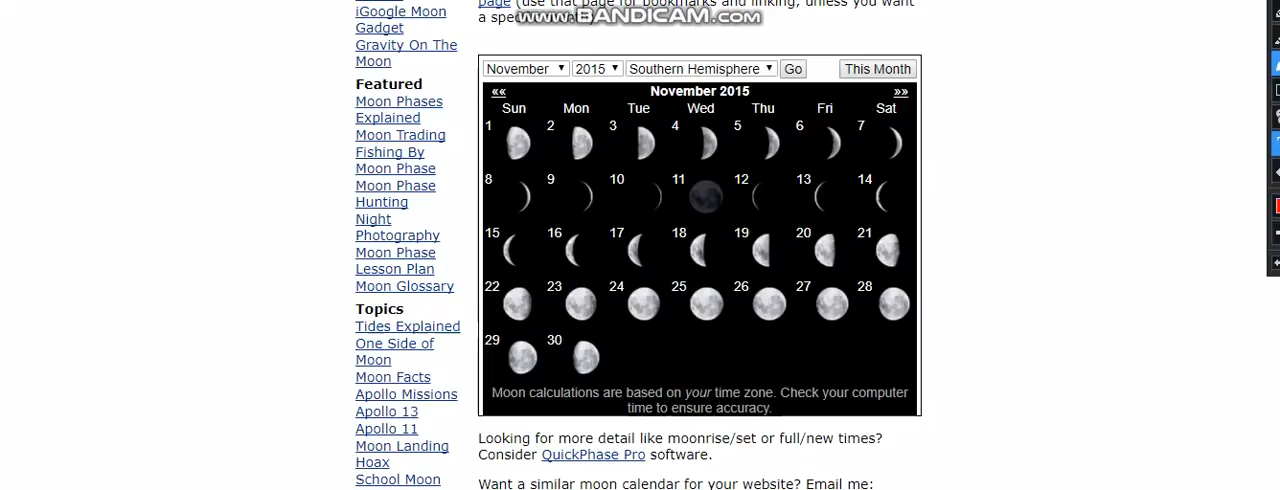 page (use that page for bookmarks and linking, unless you want
a spec
www.BANDICAM.com
iGoogle Moon
Gadget
Gravity On The
Moon
Featured
Moon Phases
Explained
Moon Trading
Fishing By
Moon Phase
Moon Phase
Hunting
Night
Photography
Moon Phase
Lesson Plan
Moon Glossary
Topics
Tides Explained
One Side of
Moon
Moon Facts
Apollo Missions
Apollo 13
Apollo 11
Moon Landing
Hoax
School Moon
November 2015 Southern Hemisphere Go This Month
«« November 2015 »»
Sun Mon Tue Wed Thu Fri Sat
1 2 3 4 5 6 7
8 9 10 11 12 13 14
15 16 17 18 19 20 21
22 23 24 25 26 27 28
29 30
Moon calculations are based on your time zone. Check your computer
time to ensure accuracy.
Looking for more detail like moonrise/set or full/new times?
Consider QuickPhase Pro software.
Want a similar moon calendar for your website? Email me: